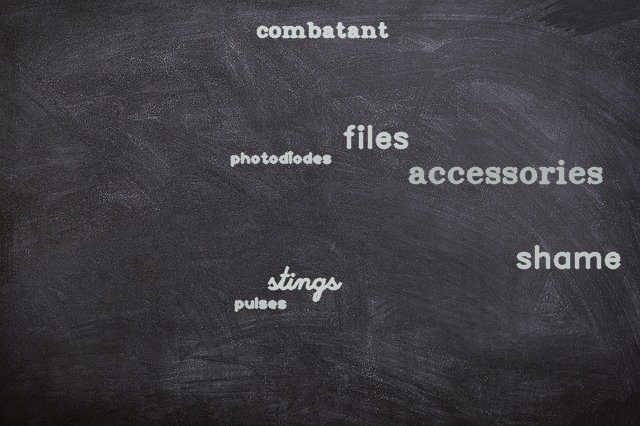 combatant
files
photodiodes
accessories
shame
stings
pulses